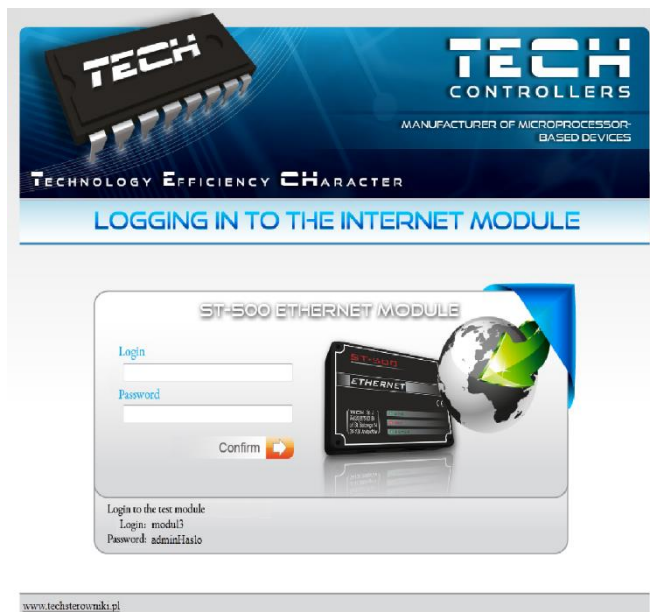 TECH
TECH
CONTROLLERS
MANUFACTURER OF MICROPROCESSOR-
BASED DEVICES
TECHNOLOGY EFFICIENCY CHARACTER
LOGGING IN TO THE INTERNET MODULE
ST-500 ETHERNET MODULE
Login
Password
Confirm
ST-500
ETHERNET
Login to the test module
Login: modul3
Password: adminHaslo
www.techsterowniki.pl